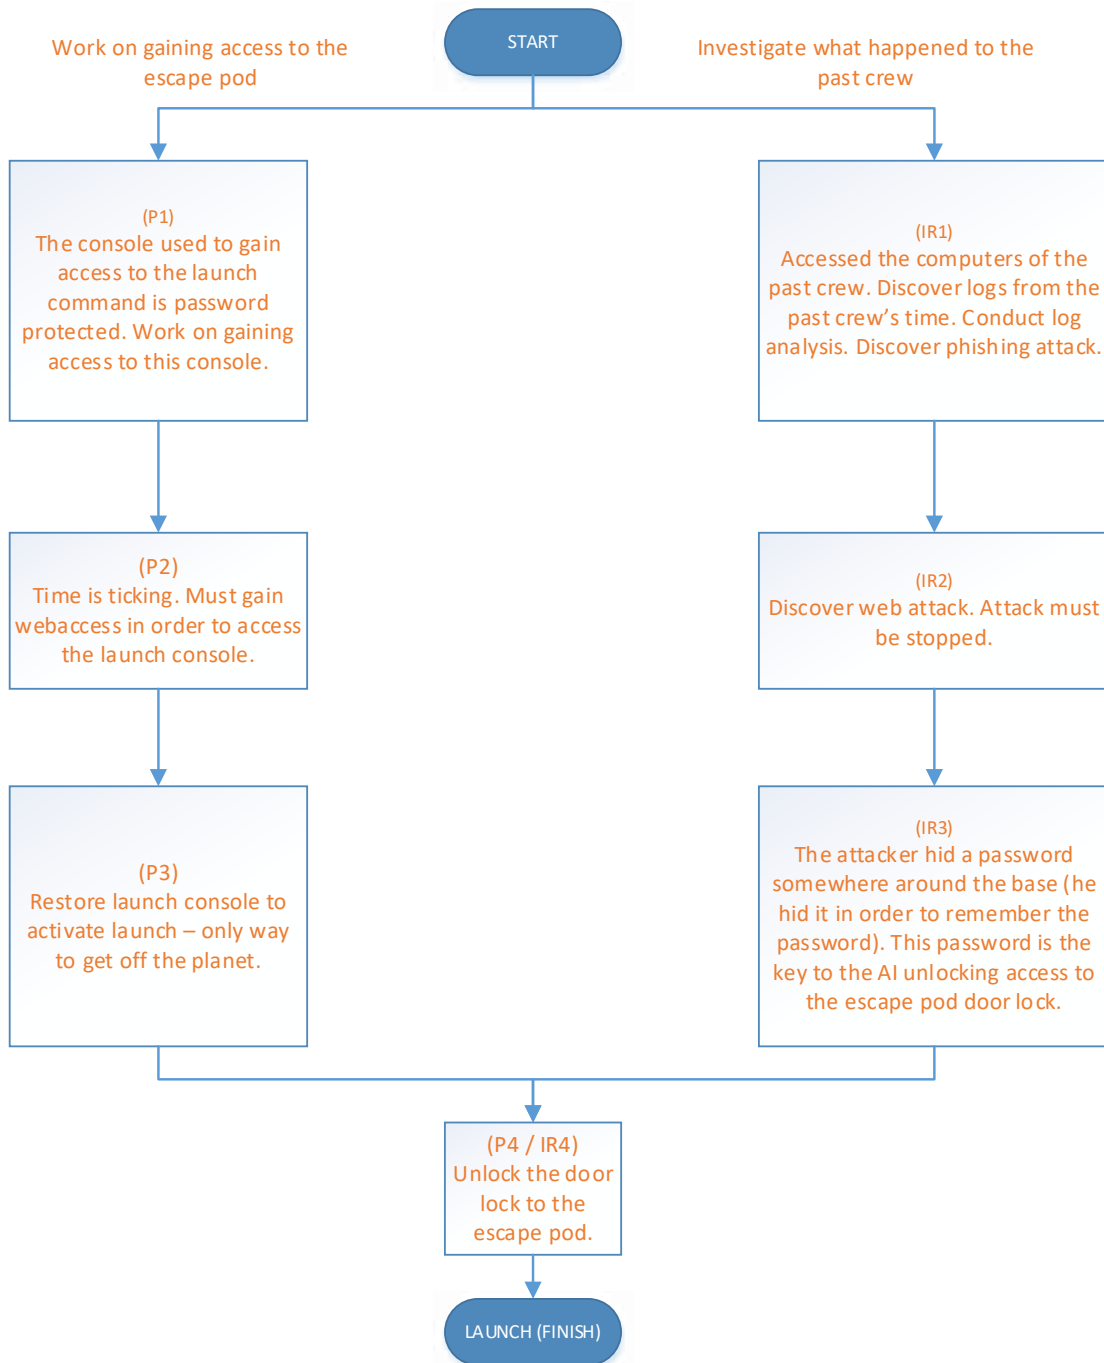 START
Work on gaining access to the
escape pod
Investigate what happened to the
past crew
(P1)
The console used to gain
access to the launch
command is password
protected. Work on gaining
access to this console.
(IR1)
Accessed the computers of the
past crew. Discover logs from the
past crew’s time. Conduct log
analysis. Discover phishing attack.
(P2)
Time is ticking. Must gain
webaccess in order to access
the launch console.
(IR2)
Discover web attack. Attack must
be stopped.
(P3)
Restore launch console to
activate launch – only way
to get off the planet.
(IR3)
The attacker hid a password
somewhere around the base (he
hid it in order to remember the
password). This password is the
key to the AI unlocking access to
the escape pod door lock.
(P4 / IR4)
Unlock the door
lock to the
escape pod.
LAUNCH (FINISH)